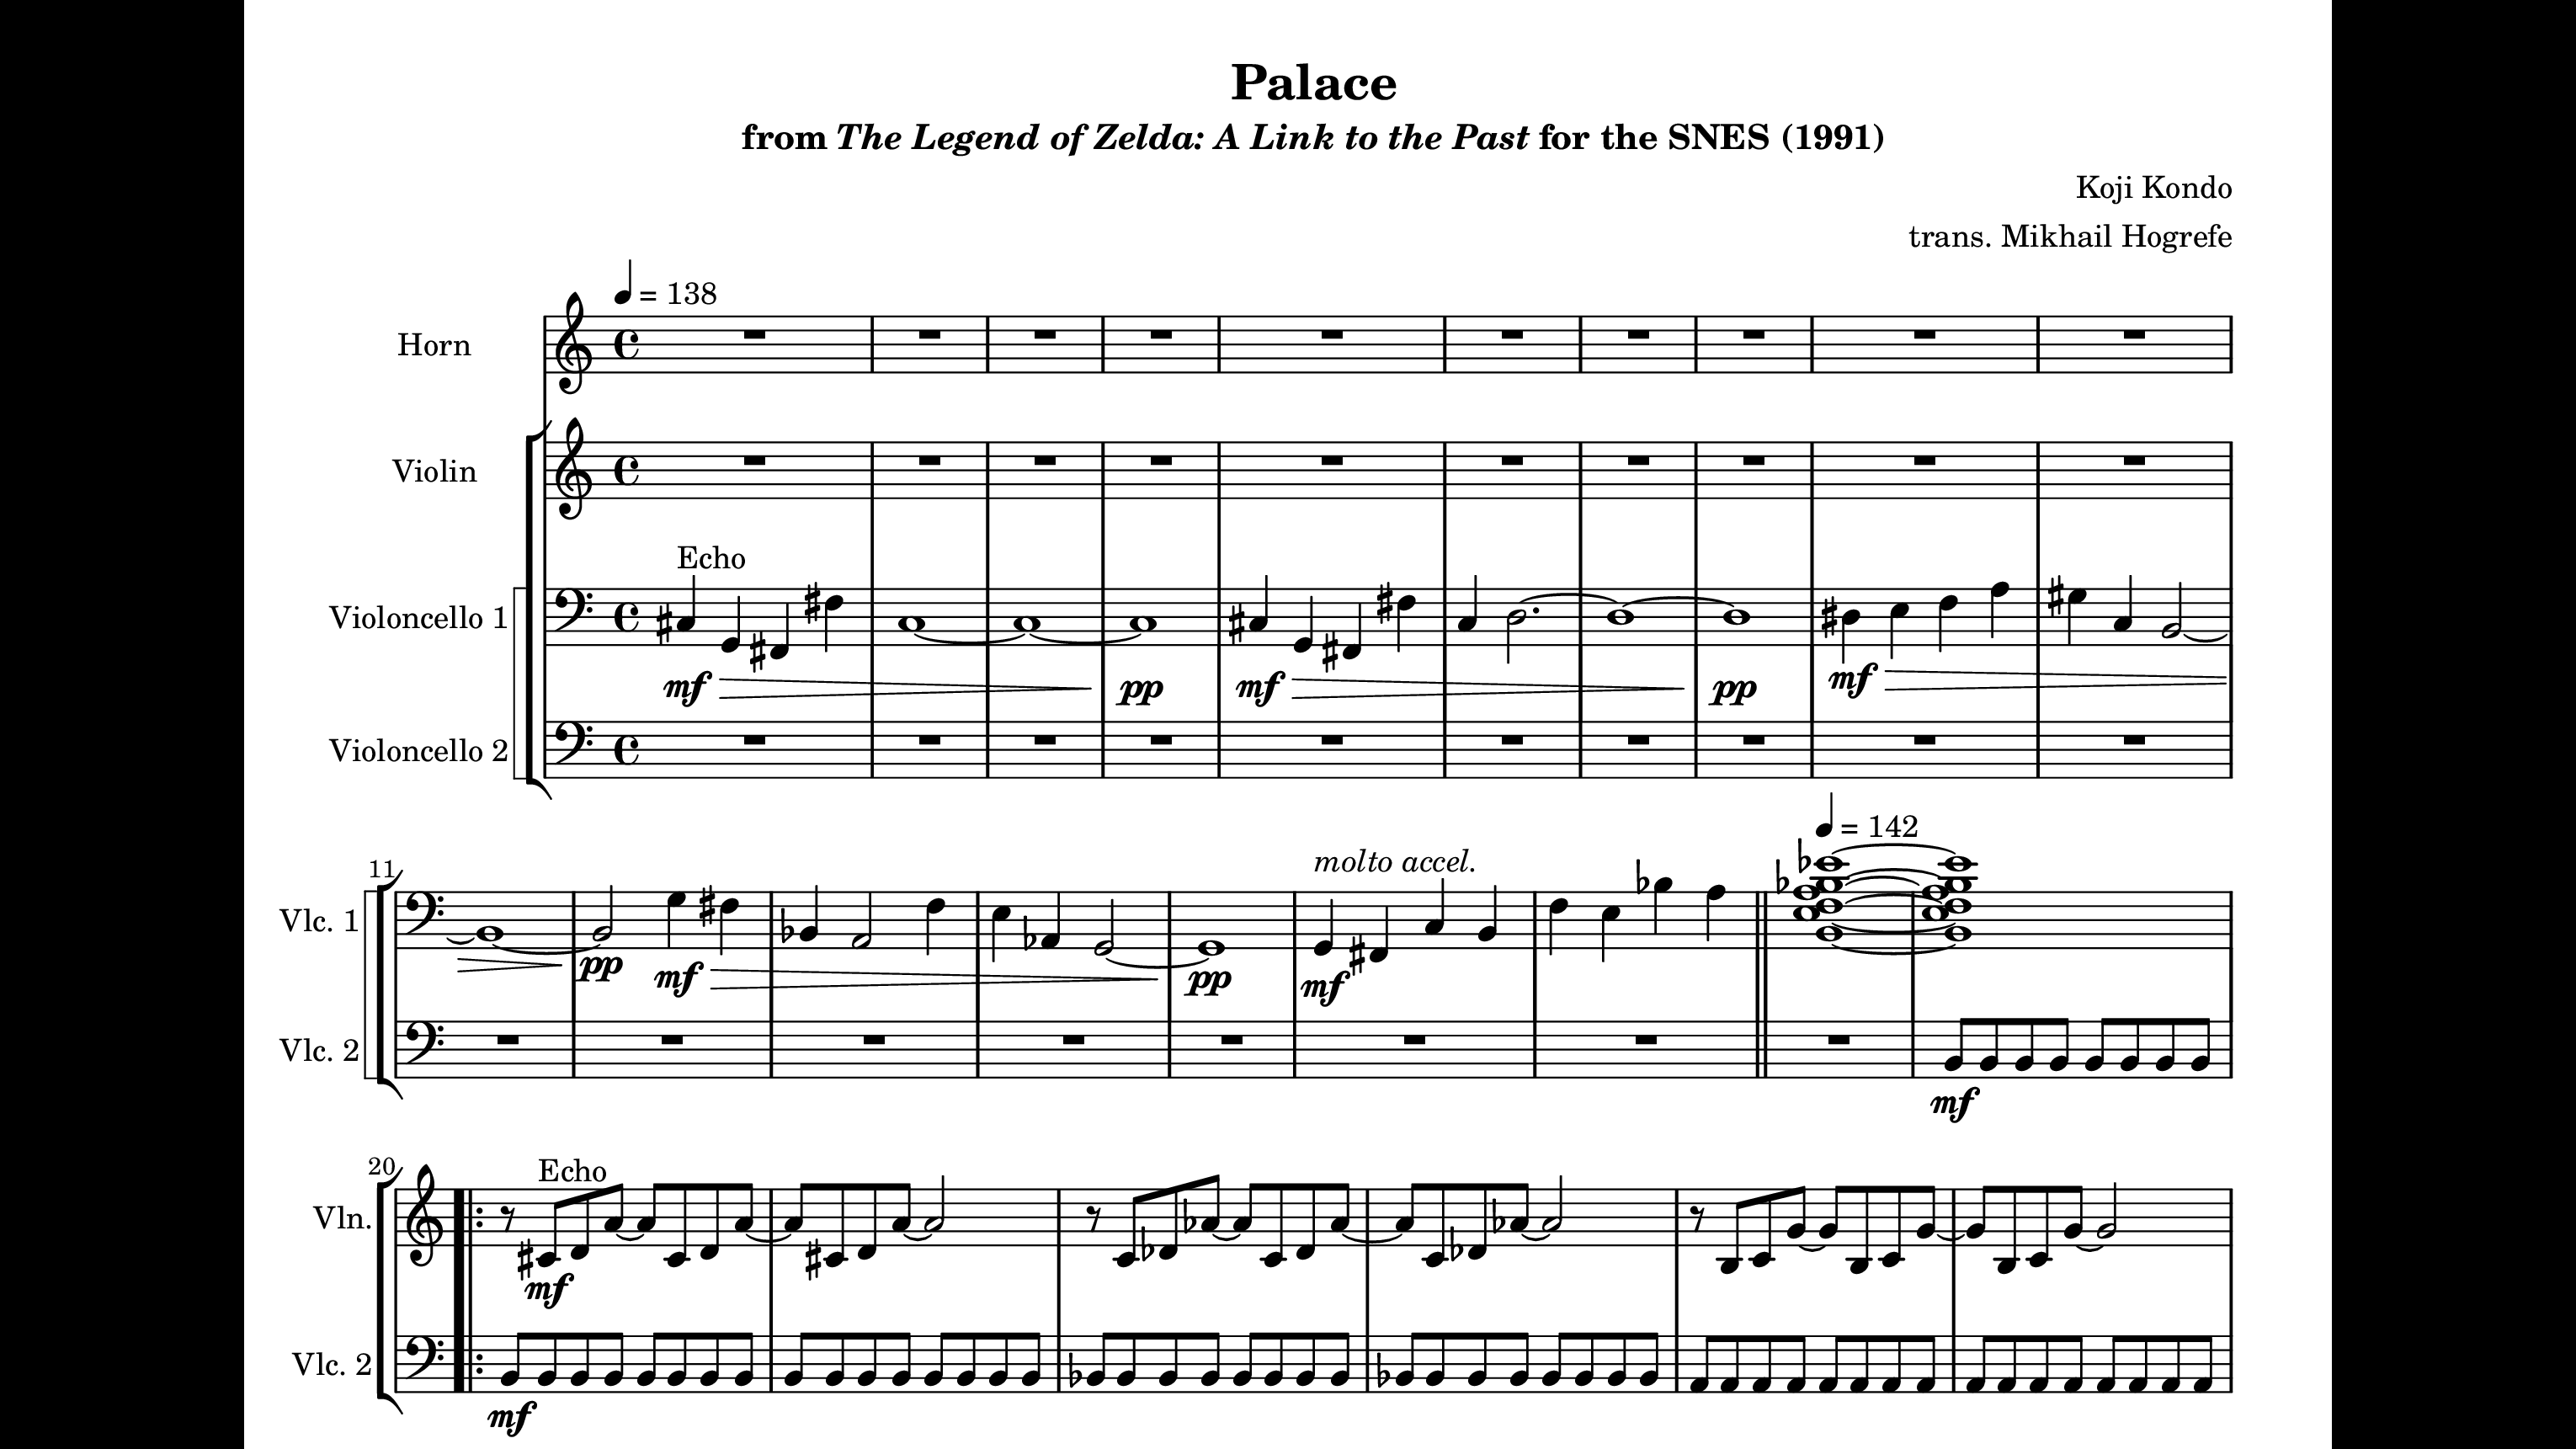 Palace
from The Legend of Zelda: A Link to the Past for the SNES (1991)
Koji Kondo
trans. Mikhail Hogrefe
= 138
Horn
Violin
Echo
Violoncello 1
mf pp mf pp mf
Violoncello 2
= 142
11 molto accel.
Vlc. 1
pp mf pp mf
Vlc. 2
mf
20 Echo
Vln.
mf
Vlc. 2
mf